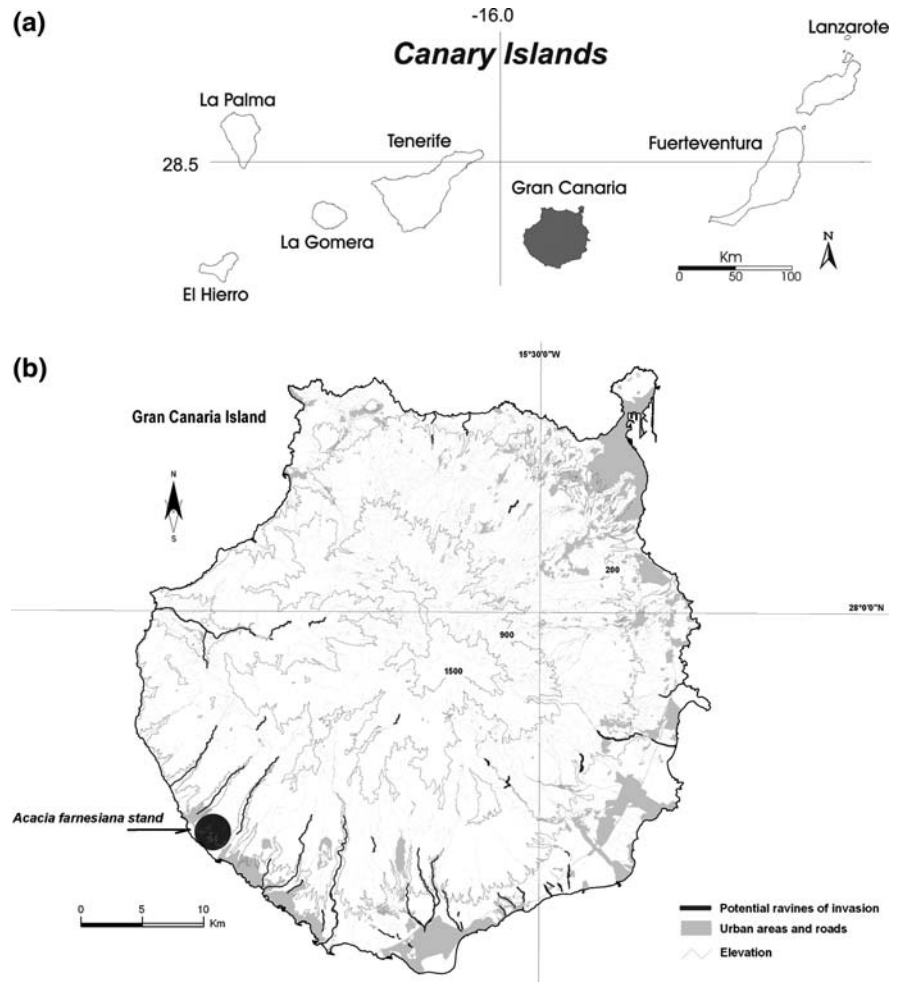 (a)
-16.0
Canary Islands
Lanzarote
La Palma
Tenerife
Fuerteventura
28.5
Gran Canaria
La Gomera
El Hierro
N
Km
0 50 100
(b)
15°30'0"W
Gran Canaria Island
N
S
200
28°0'0"N
900
1500
Acacia farnesiana stand
0 5 10
Km
Potential ravines of invasion
Urban areas and roads
Elevation